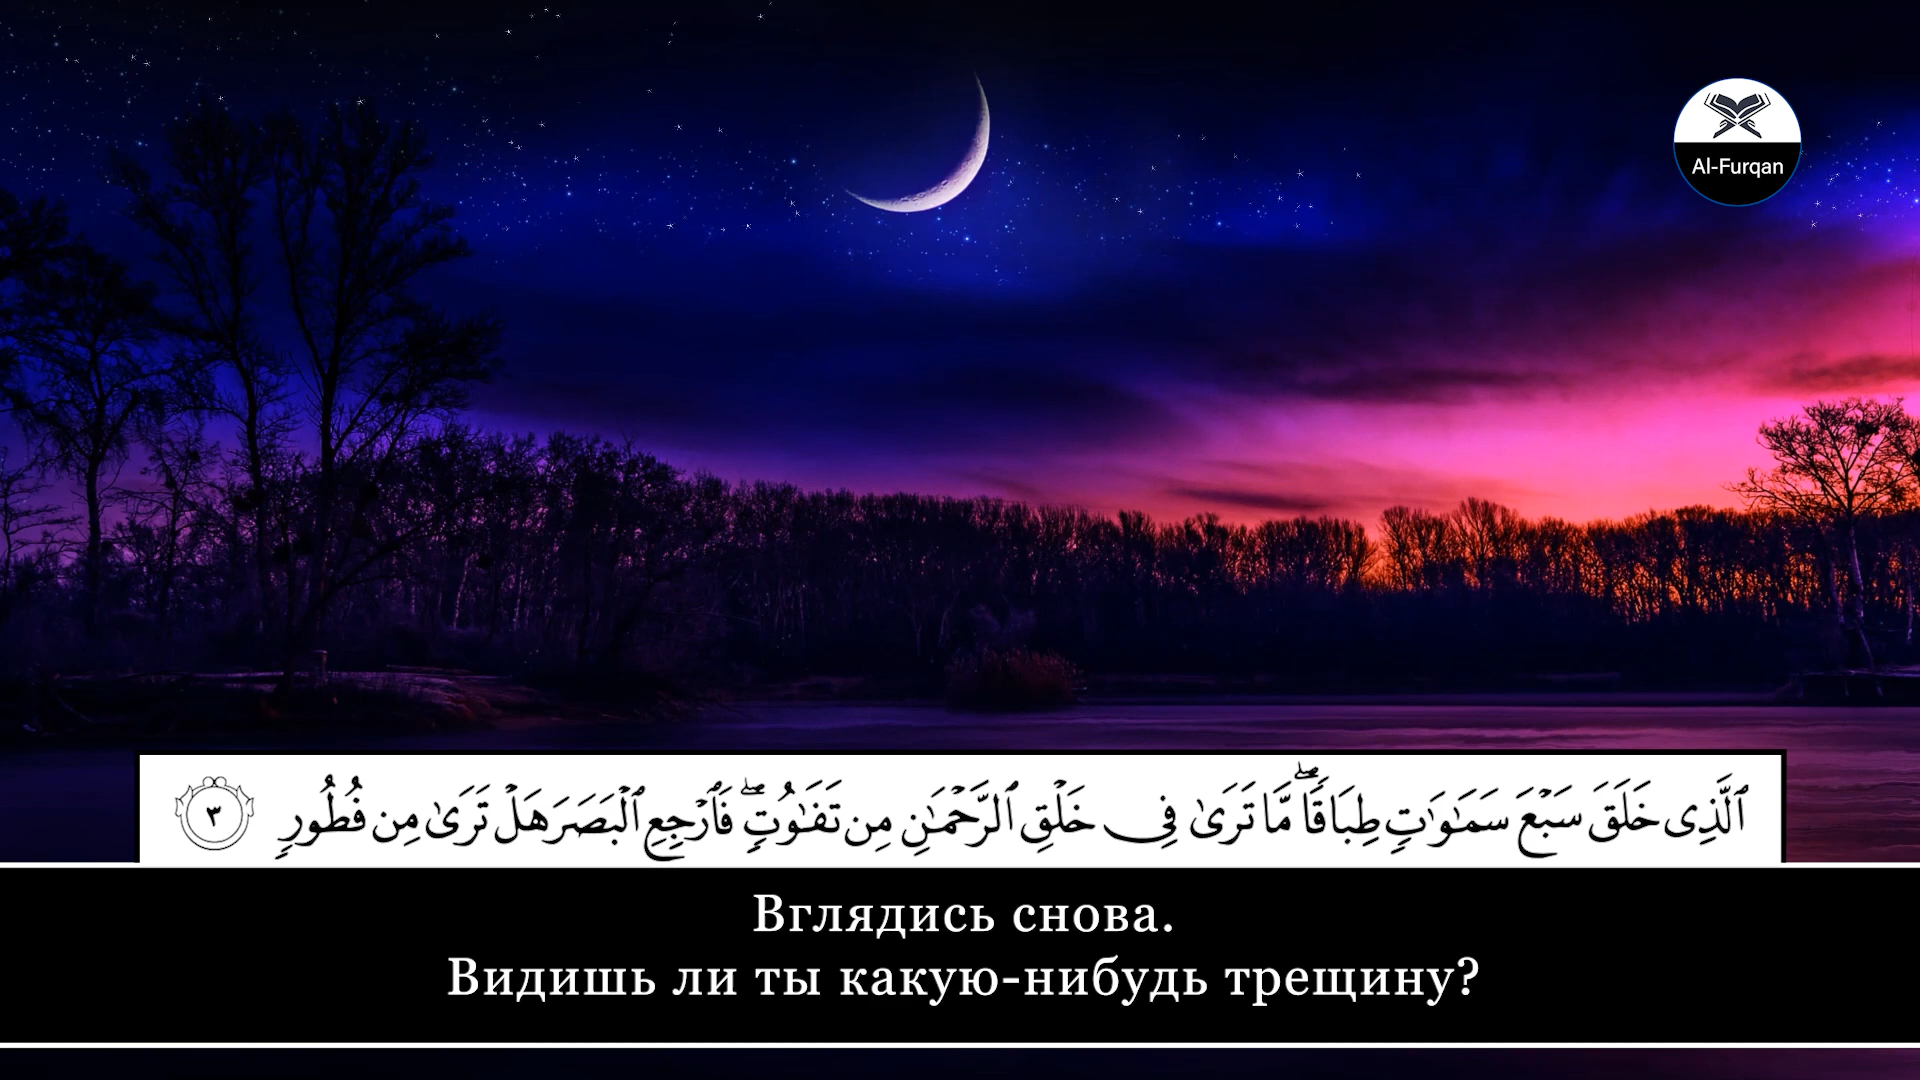 Al-Furqan
ٱلَّذِى خَلَقَ سَبْعَ سَمَـٰوَٰتٍ طِبَاقًا ۖ مَّا تَرَىٰ فِى خَلْقِ ٱلرَّحْمَـٰنِ مِن تَفَـٰوُتٍ ۖ فَٱرْجِعِ ٱلْبَصَرَ هَلْ تَرَىٰ مِن فُطُورٍ ٣
Вглядись снова.
Видишь ли ты какую-нибудь трещину?